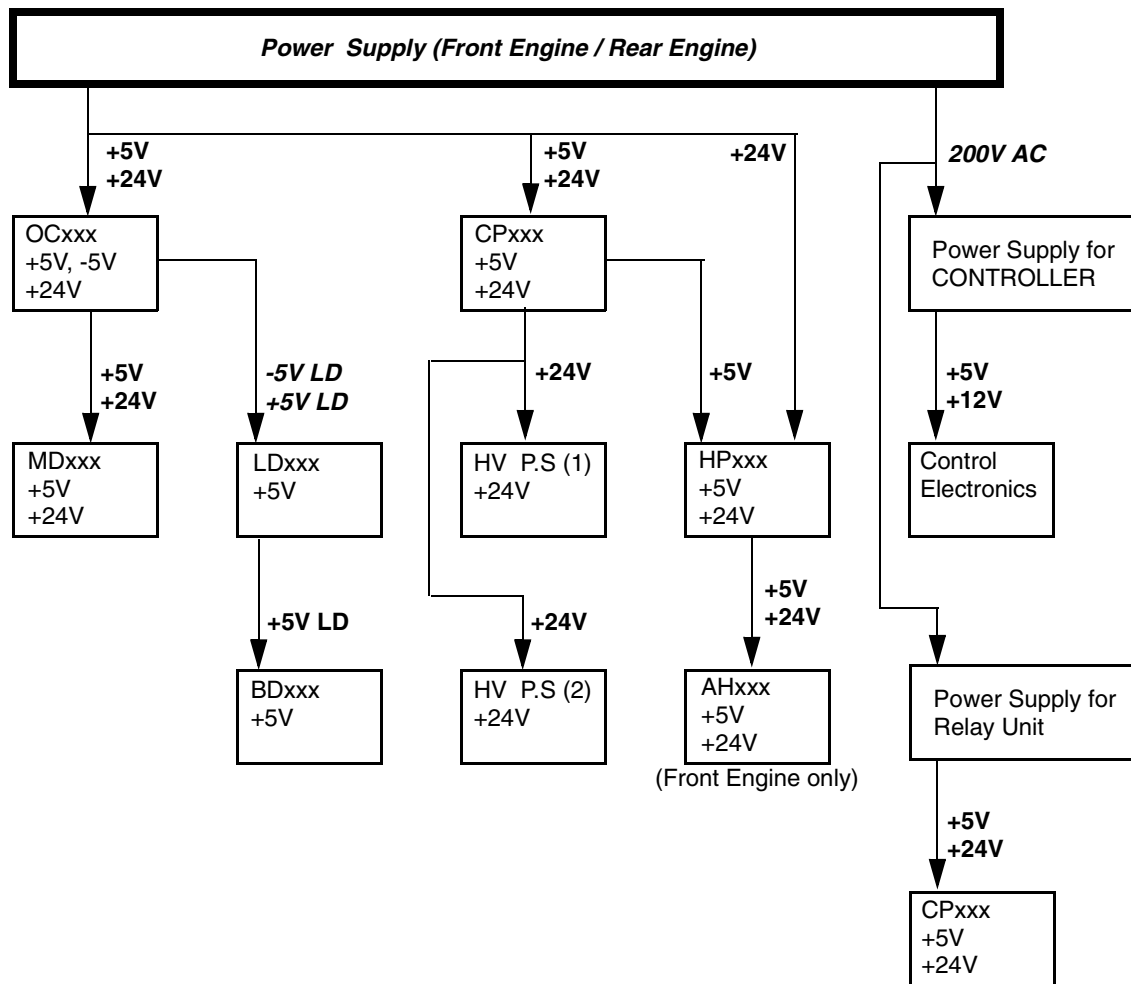 Power Supply (Front Engine / Rear Engine)
+5V
+24V
+5V
+24V
+24V
200V AC
OCxxx
+5V, -5V
+24V
CPxxx
+5V
+24V
Power Supply for
CONTROLLER
+5V
+24V
-5V LD
+5V LD
+24V
+5V
+5V
+12V
MDxxx
+5V
+24V
LDxxx
+5V
HV P.S (1)
+24V
HPxxx
+5V
+24V
Control
Electronics
+5V LD
+24V
+5V
+24V
BDxxx
+5V
HV P.S (2)
+24V
AHxxx
+5V
+24V
(Front Engine only)
Power Supply for
Relay Unit
+5V
+24V
CPxxx
+5V
+24V